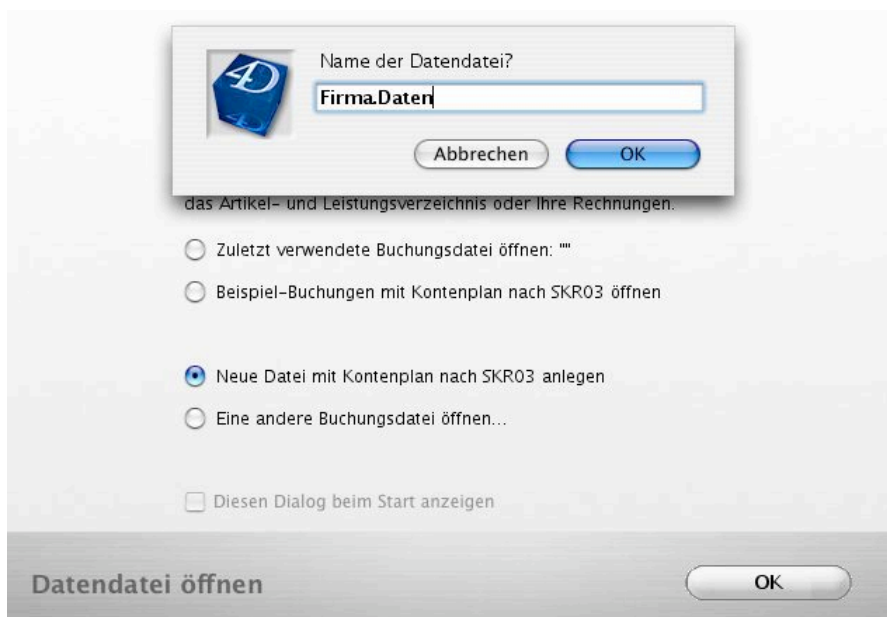 4D
Name der Datendatei?
Firma.Daten
Abbrechen
OK
das Artikel- und Leistungsverzeichnis oder Ihre Rechnungen.
Zuletzt verwendete Buchungsdatei öffnen: ""
Beispiel-Buchungen mit Kontenplan nach SKR03 öffnen
Neue Datei mit Kontenplan nach SKR03 anlegen
Eine andere Buchungsdatei öffnen...
Diesen Dialog beim Start anzeigen
Datendatei öffnen
OK